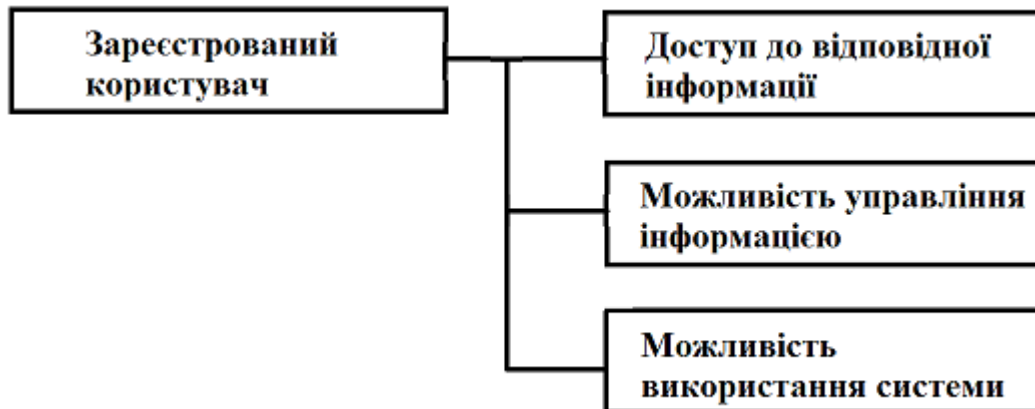 Зареєстрований
користувач
Доступ до відповідної
інформації
Можливість управління
інформацією
Можливість
використання системи